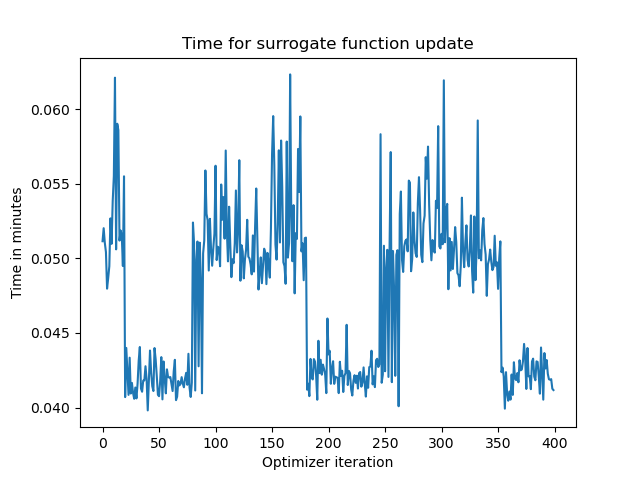 Time for surrogate function update
0.060
0.055
0.050
0.045
0.040
Time in minutes
0 50 100 150 200 250 300 350 400
Optimizer iteration